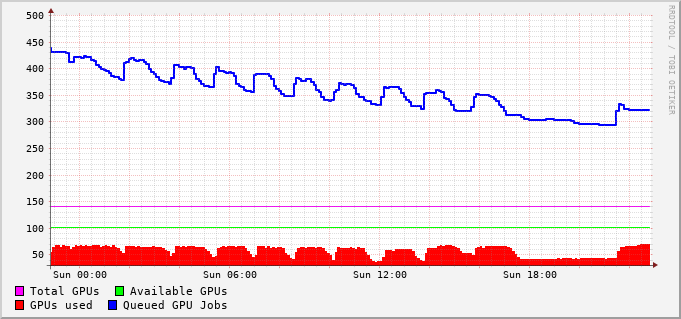 500
450
400
350
300
250
200
150
100
50
Sun 00:00 Sun 06:00 Sun 12:00 Sun 18:00
Total GPUs Available GPUs
GPUs used Queued GPU Jobs
RRDTOOL / TOBI OETIKER